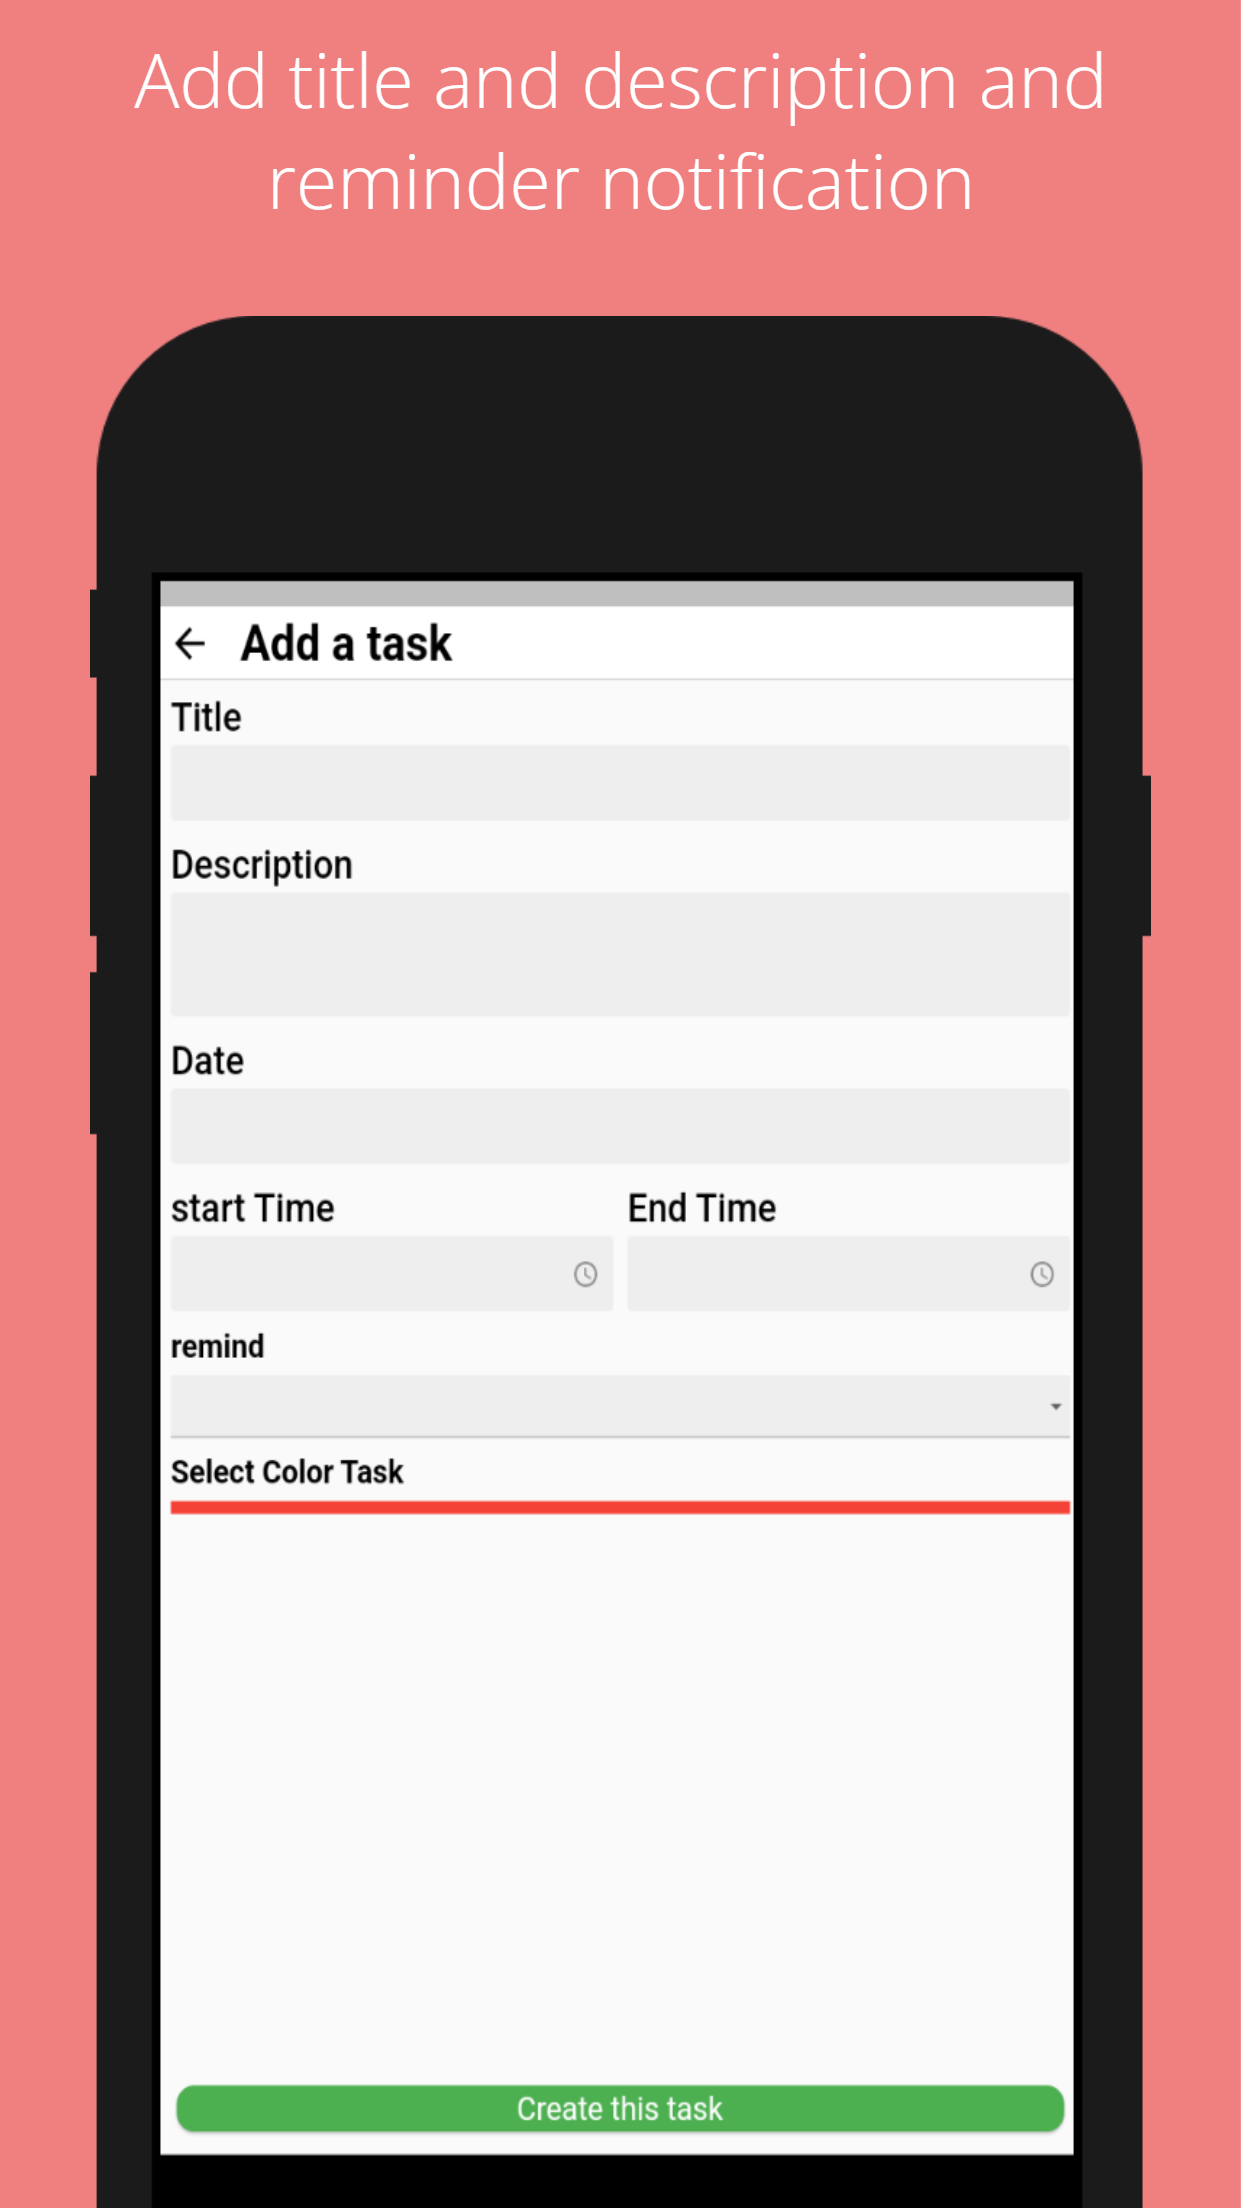 Add title and description and
reminder notification
Add a task
Title
Description
Date
start Time End Time
remind
Select Color Task
Create this task